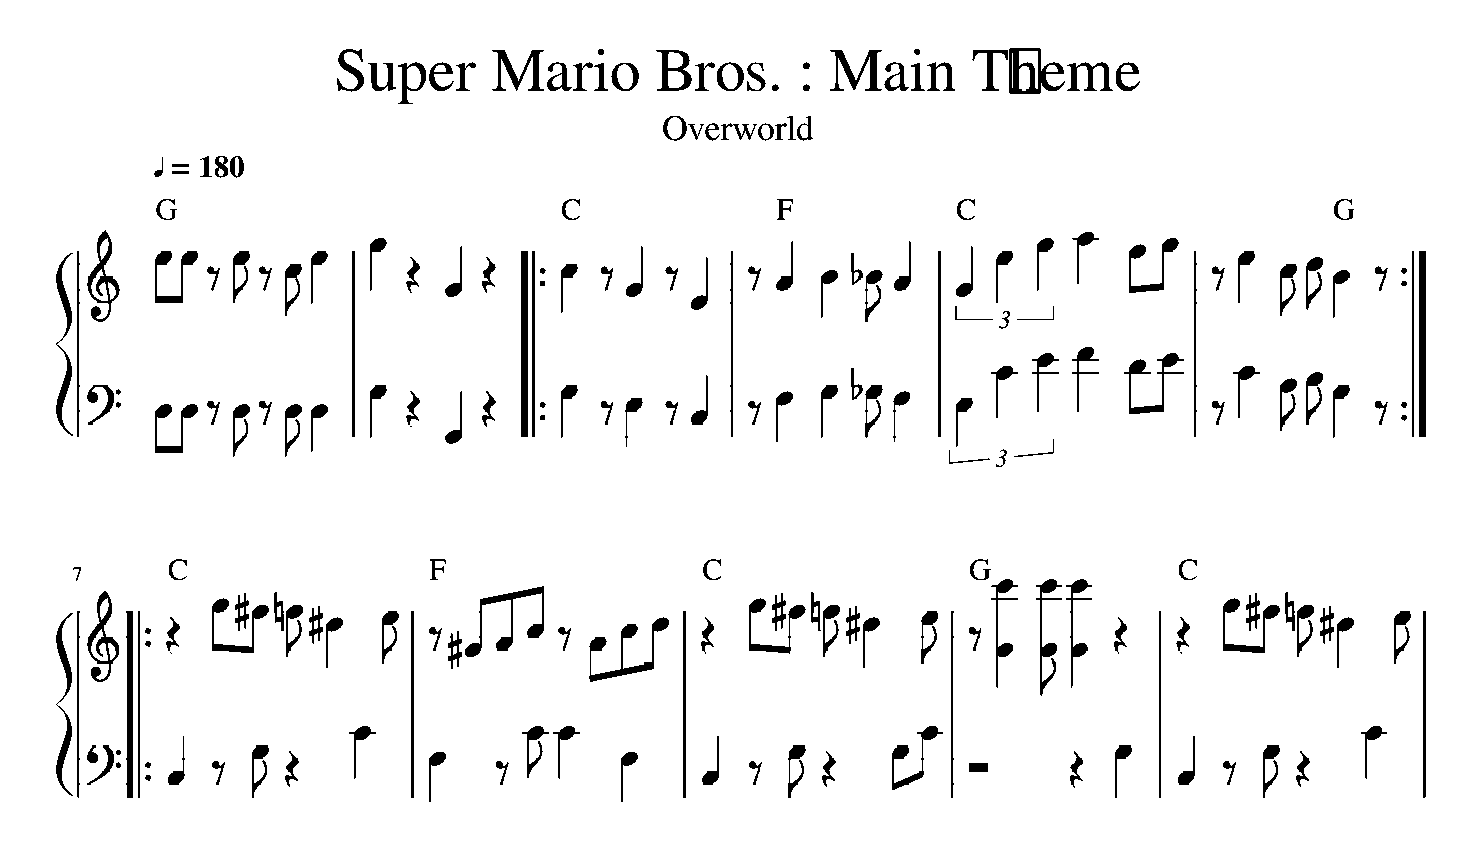 Super Mario Bros. : Main Theme
Overworld
♩ = 180
G C F C G
3
3
7 C F C G C